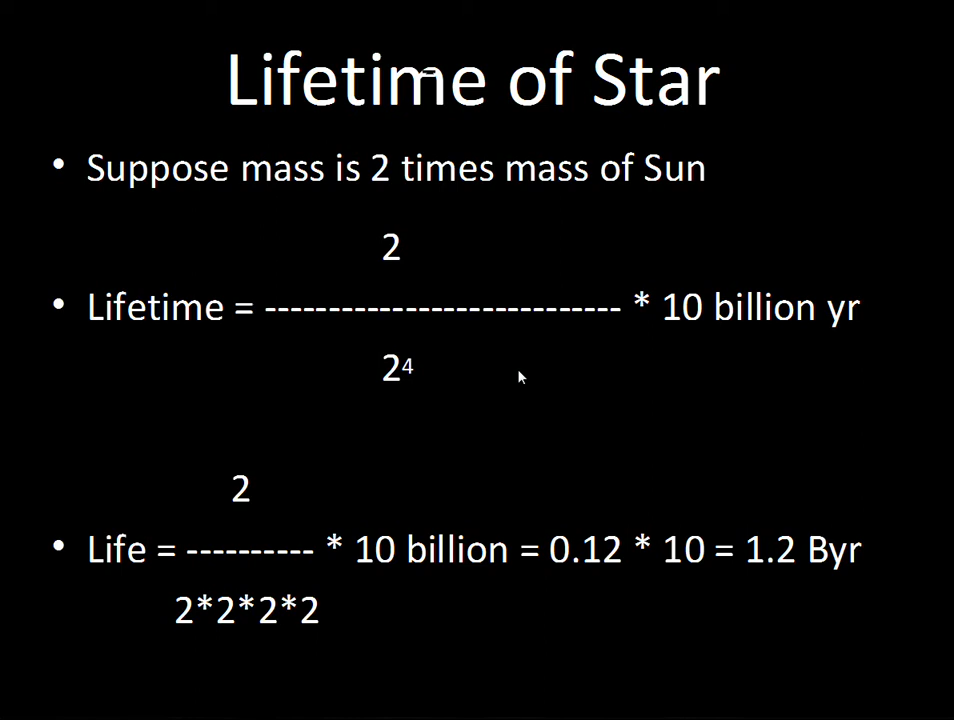 Lifetime of Star
• Suppose mass is 2 times mass of Sun
2
• Lifetime = ---------------------------- * 10 billion yr
2⁴
2
• Life = ---------- * 10 billion = 0.12 * 10 = 1.2 Byr
2*2*2*2